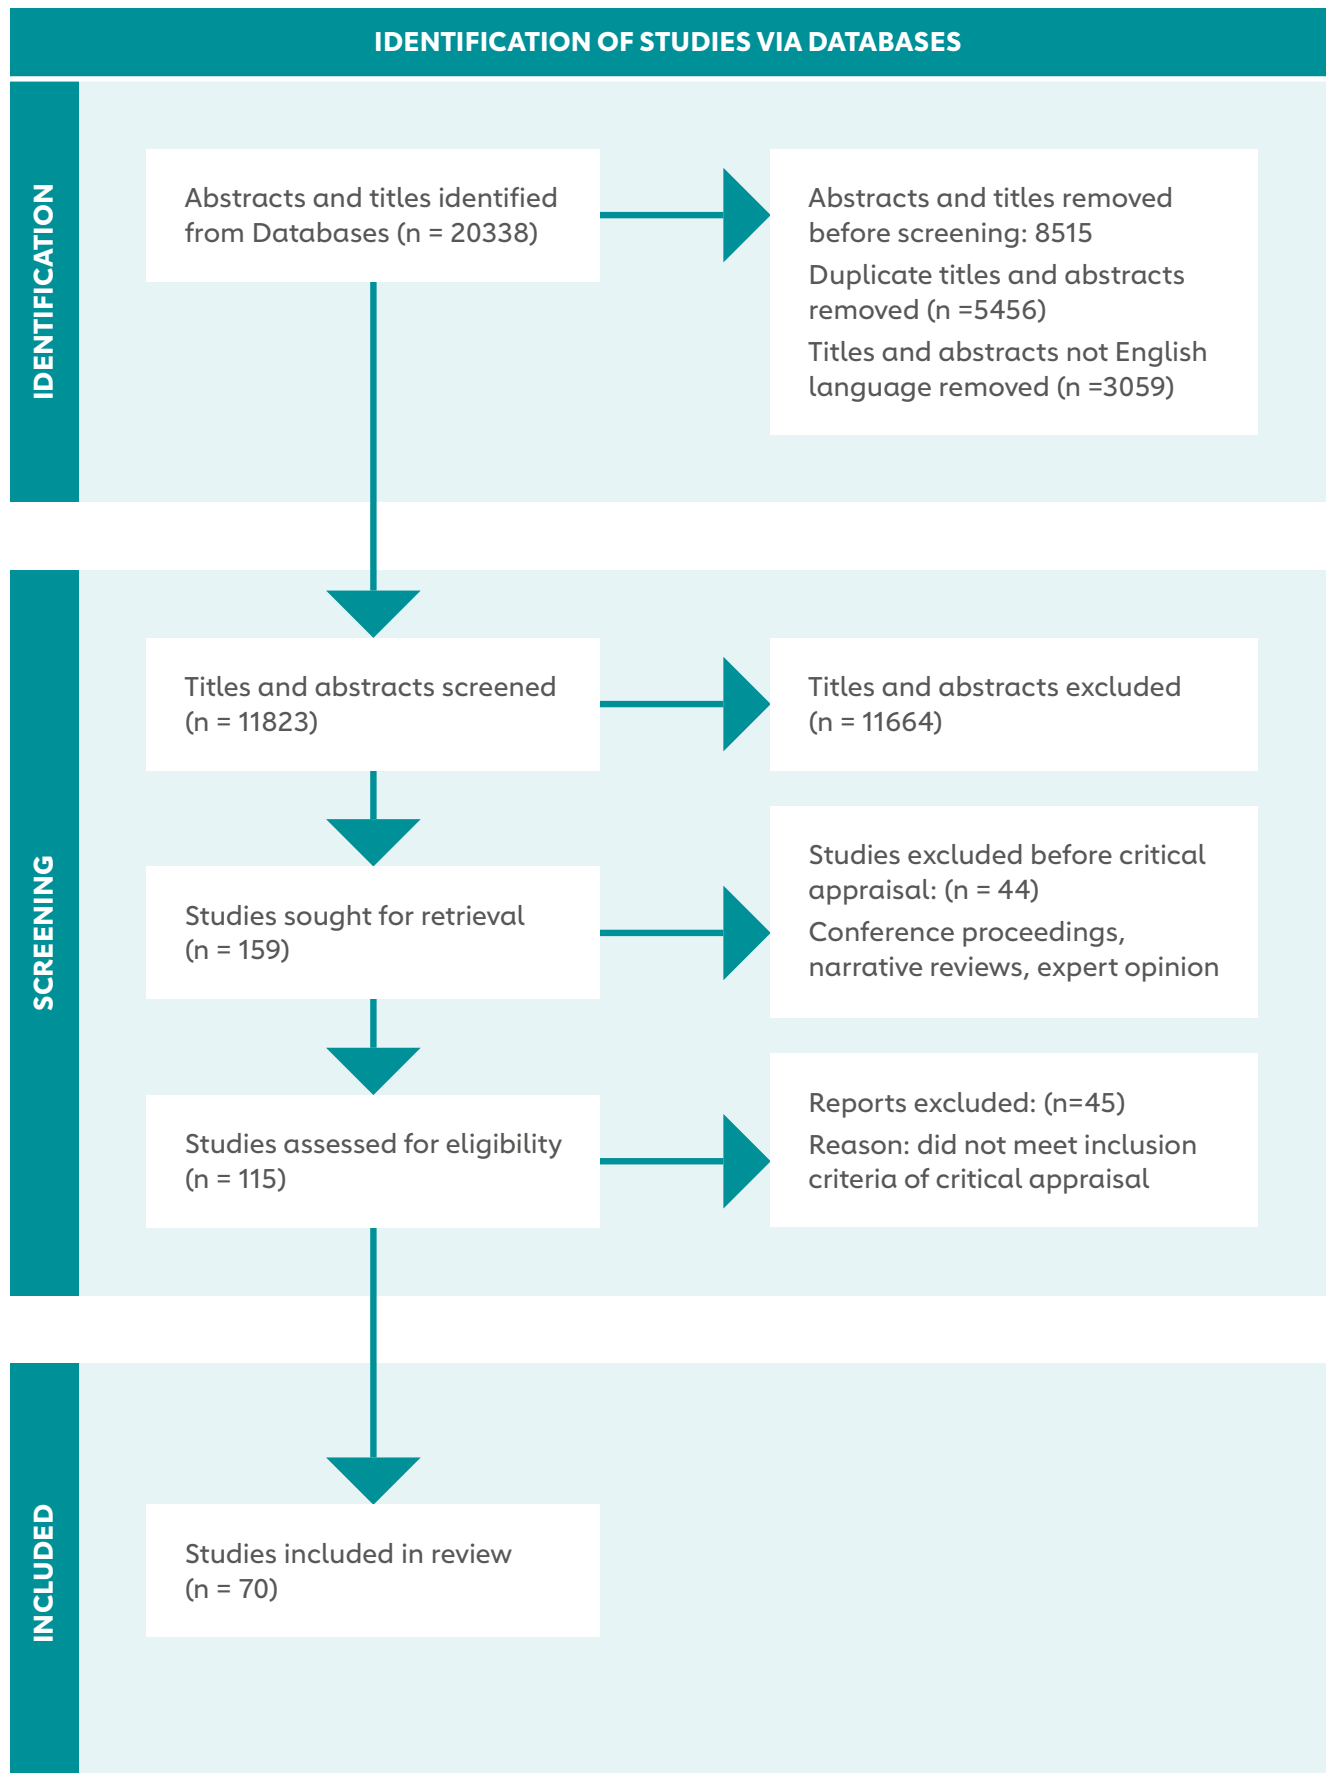 IDENTIFICATION OF STUDIES VIA DATABASES
IDENTIFICATION
Abstracts and titles identified
from Databases (n = 20338)
Abstracts and titles removed
before screening: 8515
Duplicate titles and abstracts
removed (n =5456)
Titles and abstracts not English
language removed (n =3059)
SCREENING
Titles and abstracts screened
(n = 11823)
Titles and abstracts excluded
(n = 11664)
Studies sought for retrieval
(n = 159)
Studies excluded before critical
appraisal: (n = 44)
Conference proceedings,
narrative reviews, expert opinion
Studies assessed for eligibility
(n = 115)
Reports excluded: (n=45)
Reason: did not meet inclusion
criteria of critical appraisal
INCLUDED
Studies included in review
(n = 70)